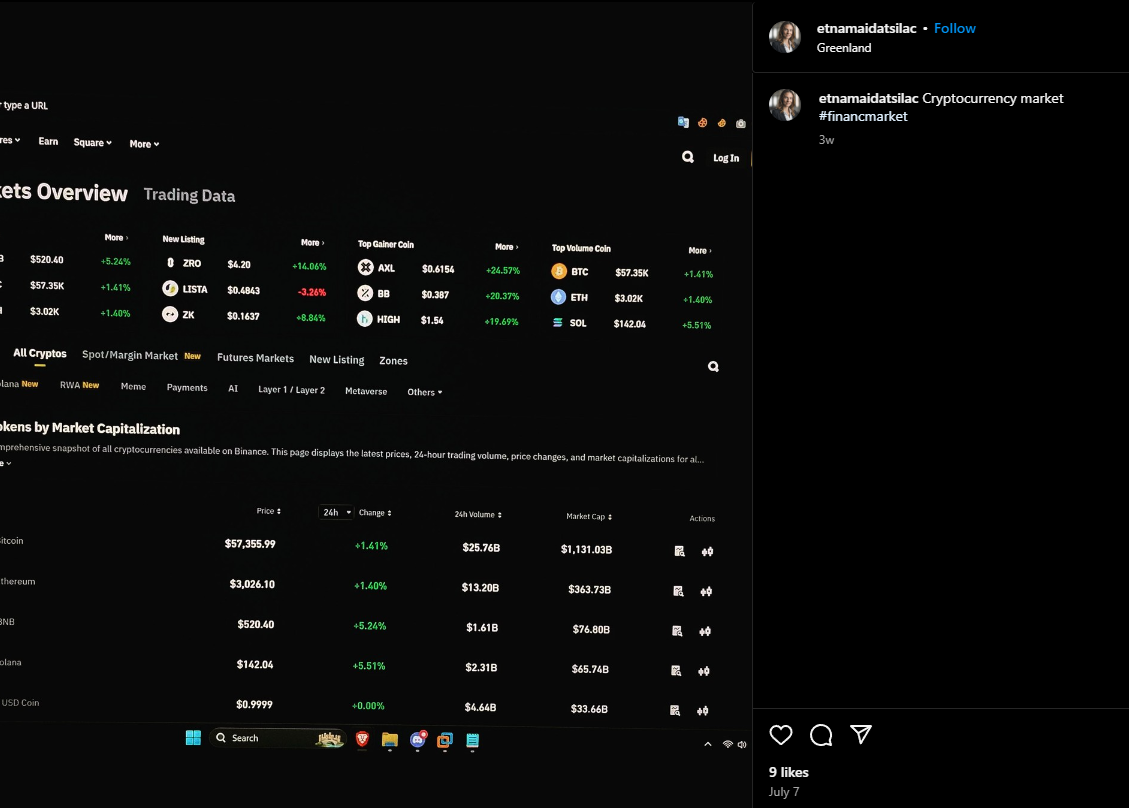 etnamaidatsilac • Follow
Greenland
etnamaidatsilac Cryptocurrency market
#financmarket
3w
9 likes
July 7
type a URL
res
Earn
Square
More
Log In
kets Overview
Trading Data
More
B
$520.40
+5.24%
C
$57.35K
+1.41%
H
$3.02K
+1.40%
New Listing
More
ZRO
$4.20
+14.06%
LISTA
$0.4843
-3.26%
ZK
$0.1637
+8.84%
Top Gainer Coin
More
AXL
$0.6154
+24.57%
BB
$0.387
+20.37%
HIGH
$1.54
+19.69%
Top Volume Coin
More
BTC
$57.35K
+1.41%
ETH
$3.02K
+1.40%
SOL
$142.04
+5.51%
All Cryptos
Spot/Margin Market New
Futures Markets
New Listing
Zones
lana New
RWA New
Meme
Payments
AI
Layer 1 / Layer 2
Metaverse
Others
okens by Market Capitalization
mprehensive snapshot of all cryptocurrencies available on Binance. This page displays the latest prices, 24-hour trading volume, price changes, and market capitalizations for al...
e
Price
24h
Change
24h Volume
Market Cap
Actions
itcoin
$57,355.99
+1.41%
$25.76B
$1,131.03B
thereum
$3,026.10
+1.40%
$13.20B
$363.73B
BNB
$520.40
+5.24%
$1.61B
$76.80B
olana
$142.04
+5.51%
$2.31B
$65.74B
USD Coin
$0.9999
+0.00%
$4.64B
$33.66B
Search